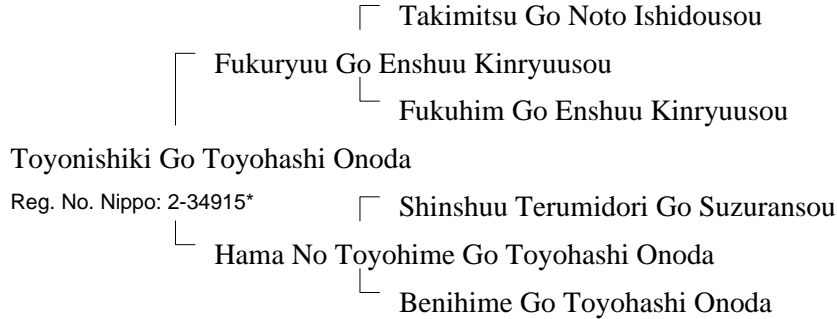 Takimitsu Go Noto Ishidousou
Fukuryuu Go Enshuu Kinryuusou
Fukuhim Go Enshuu Kinryuusou
Toyonishiki Go Toyohashi Onoda
Reg. No. Nippo: 2-34915*
Shinshuu Terumidori Go Suzuransou
Hama No Toyohime Go Toyohashi Onoda
Benihime Go Toyohashi Onoda